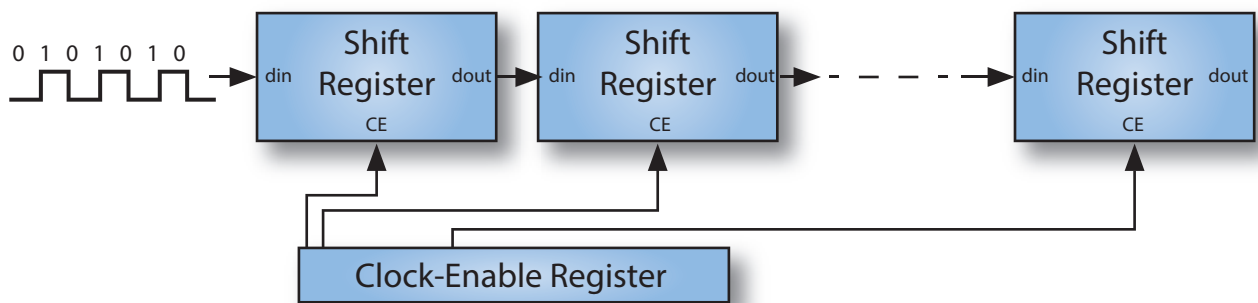 0 1 0 1 0 1 0
din
Shift
Register
dout
CE
din
Shift
Register
dout
CE
din
Shift
Register
dout
CE
Clock-Enable Register